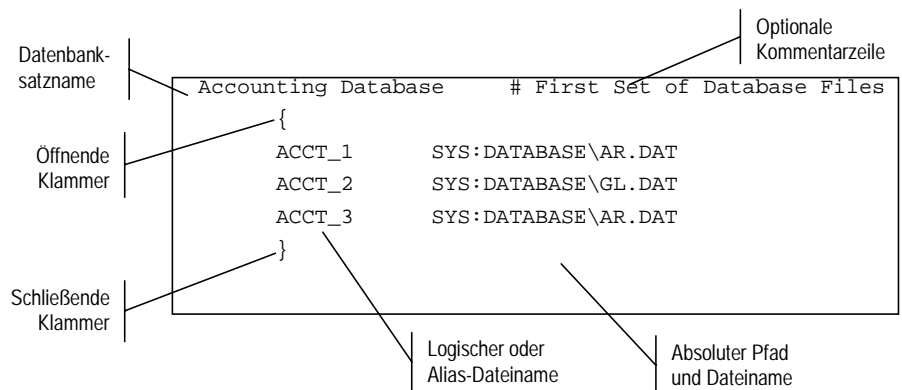 Optionale
Kommentarzeile
Datenbank-
satzname
Accounting Database # First Set of Database Files
{
Öffnende
Klammer
ACCT_1 SYS:DATABASE\AR.DAT
ACCT_2 SYS:DATABASE\GL.DAT
ACCT_3 SYS:DATABASE\AR.DAT
}
Schließende
Klammer
Logischer oder
Alias-Dateiname
Absoluter Pfad
und Dateiname